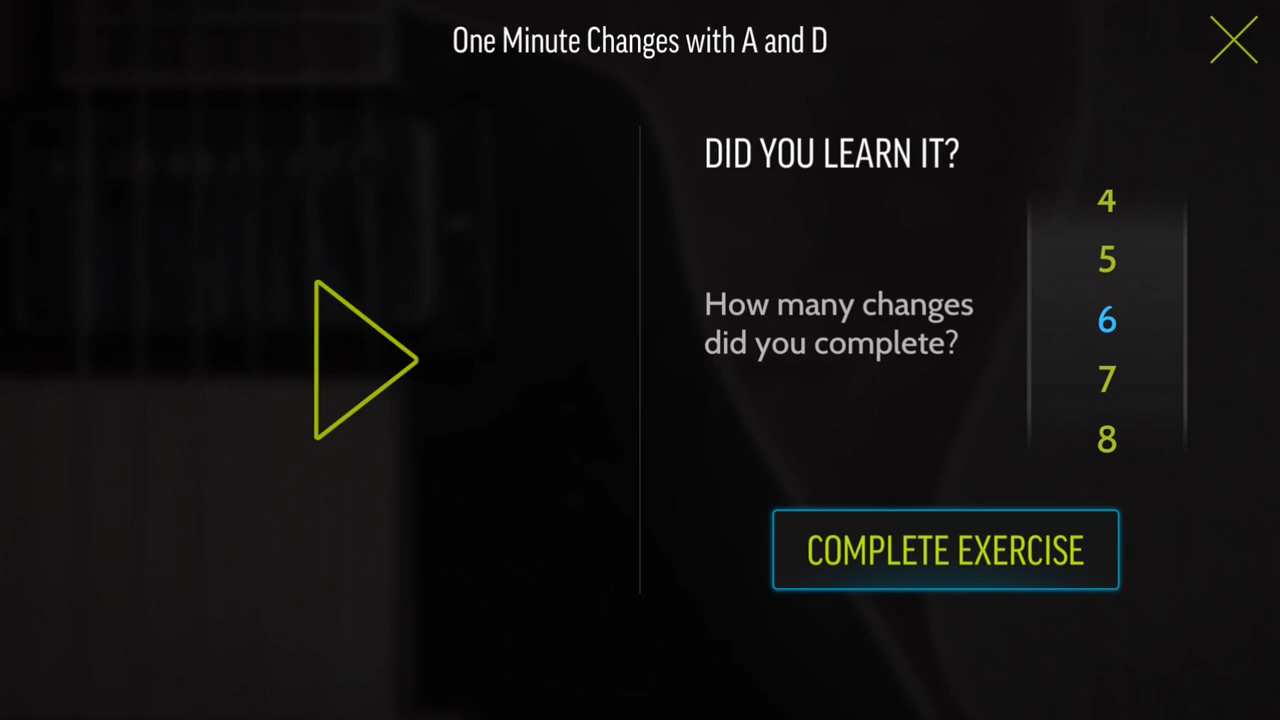 One Minute Changes with A and D
DID YOU LEARN IT?
How many changes
did you complete?
4
5
6
7
8
COMPLETE EXERCISE